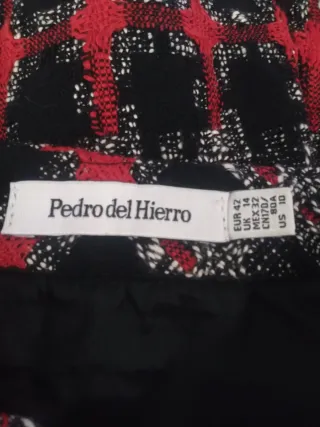 Pedro del Hierro
EUR 42
UK 14
MEX 32
CN170/
80A
US 10